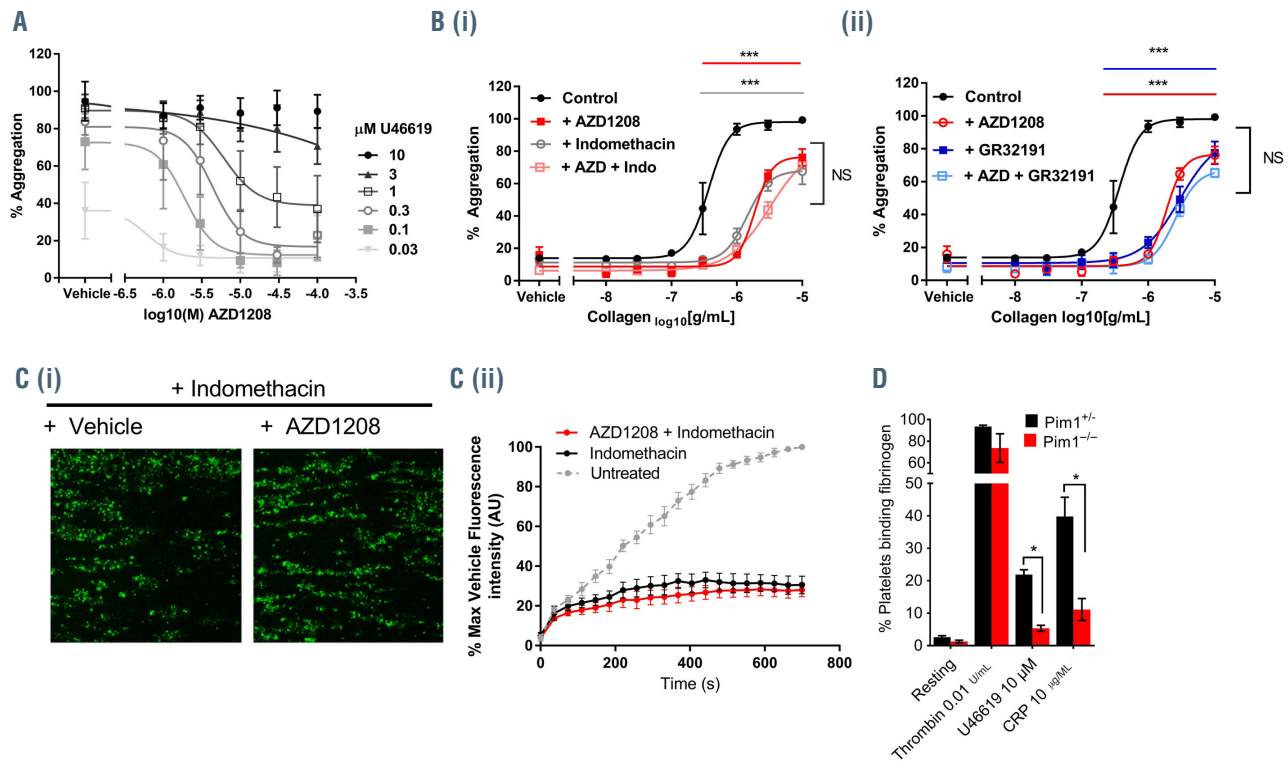 A
120
100
80
60
40
20
0
% Aggregation
Vehicle
-6.5
-6.0
-5.5
-5.0
-4.5
-4.0
-3.5
log10(M) AZD1208
μM U46619
10
3
1
0.3
0.1
0.03
B (i)
***
***
120
100
80
60
40
20
0
% Aggregation
Control
+ AZD1208
+ Indomethacin
+ AZD + Indo
NS
Vehicle
-8
-7
-6
-5
Collagen log10[g/mL]
(ii)
***
***
120
100
80
60
40
20
0
% Aggregation
Control
+ AZD1208
+ GR32191
+ AZD + GR32191
NS
Vehicle
-8
-7
-6
-5
Collagen log10[g/mL]
C (i)
+ Indomethacin
+ Vehicle
+ AZD1208
C (ii)
% Max Vehicle Fluorescence
intensity (AU)
100
80
60
40
20
0
AZD1208 + Indomethacin
Indomethacin
Untreated
0
200
400
600
800
Time (s)
D
% Platelets binding fibrinogen
100
80
60
50
40
30
20
10
0
Pim1+/-
Pim1–/–
*
*
Resting
Thrombin 0.01 U/mL
U46619 10 μM
CRP 10 μg/ML